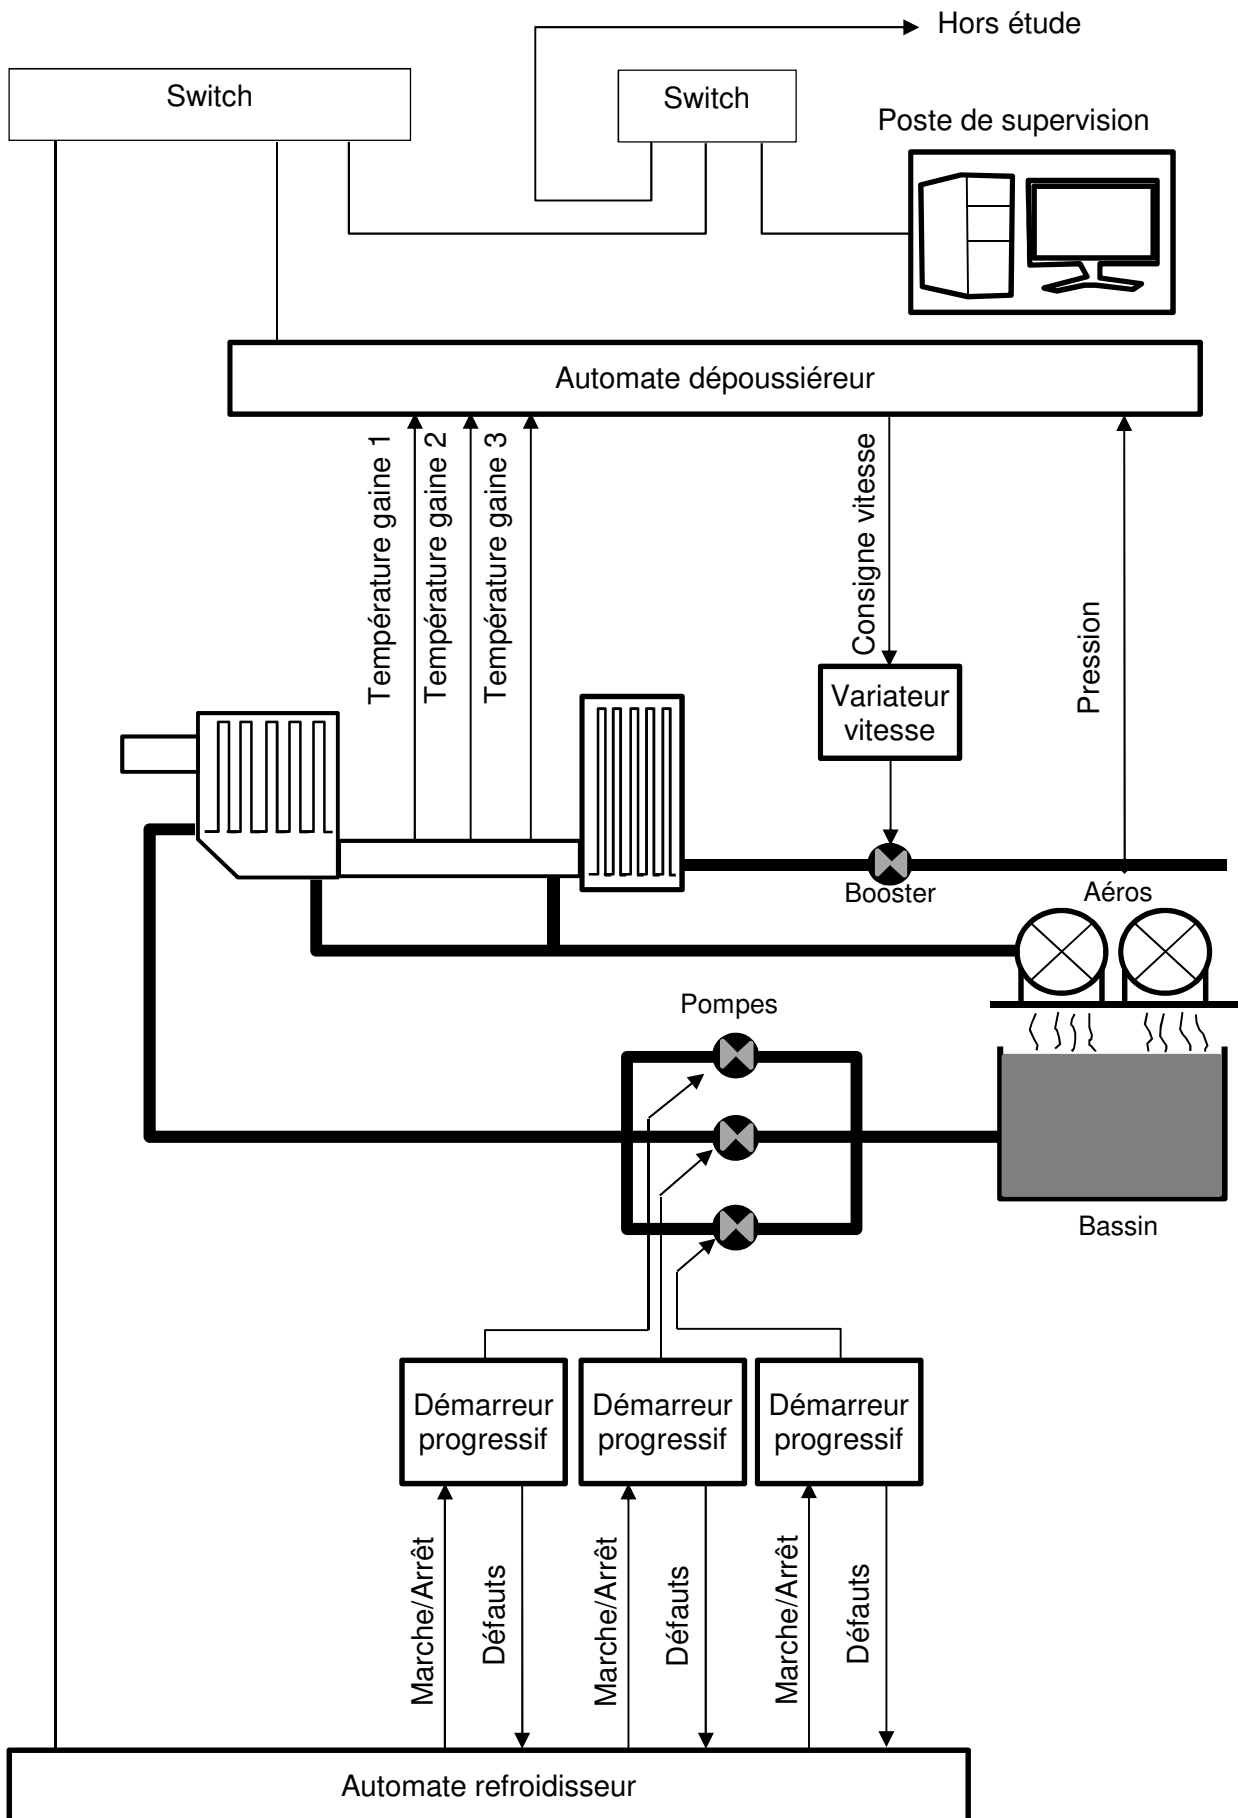 Hors étude
Switch
Switch
Poste de supervision
Automate dépoussiéreur
Température gaine 1
Température gaine 2
Température gaine 3
Consigne vitesse
Pression
Variateur
vitesse
Booster
Aéros
Pompes
Bassin
Démarreur
progressif
Démarreur
progressif
Démarreur
progressif
Marche/Arrêt
Défauts
Marche/Arrêt
Défauts
Marche/Arrêt
Défauts
Automate refroidisseur